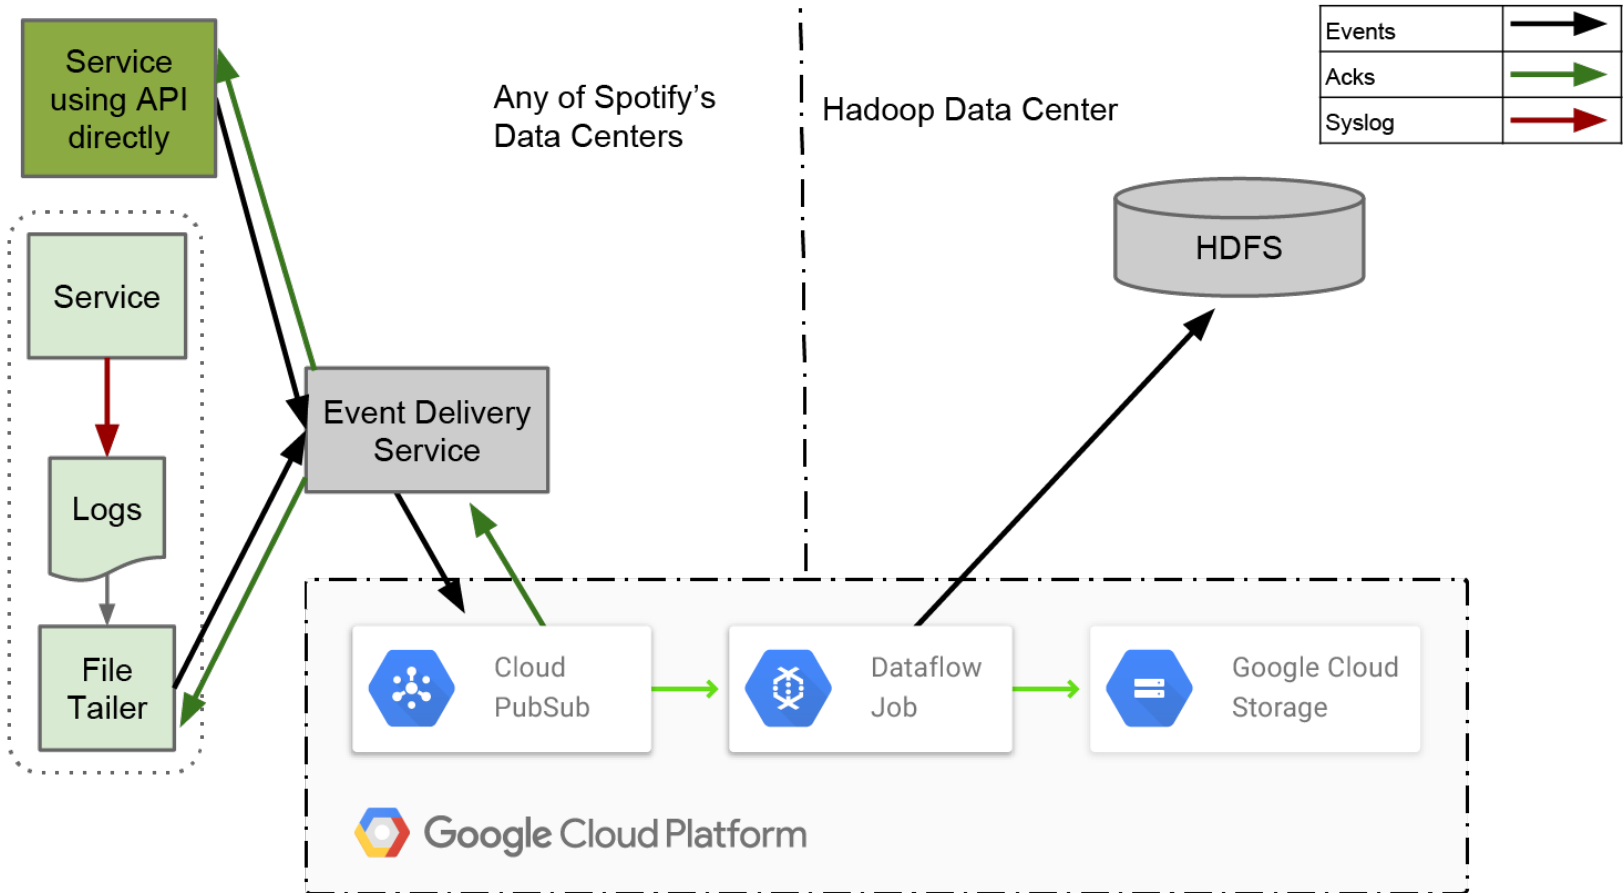 Service
using API
directly
Any of Spotify's
Data Centers
Hadoop Data Center
Events
Acks
Syslog
HDFS
Service
Event Delivery
Service
Logs
File
Tailer
Cloud
PubSub
Dataflow
Job
Google Cloud
Storage
Google Cloud Platform